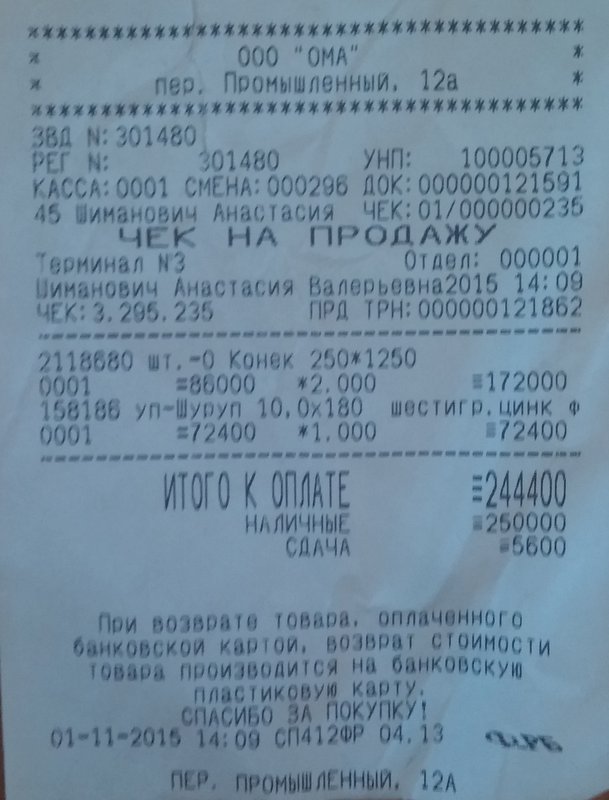 ****************************************
* ООО "ОМА" *
* пер. Промышленный, 12а *
****************************************
ЗВД N: 301480
РЕГ N: 301480 УНП: 100005713
КАССА:0001 СМЕНА:000296 ДОК:000000121591
45 Шиманович Анастасия ЧЕК:01/000000235
ЧЕК НА ПРОДАЖУ
Терминал №3 Отдел: 000001
Шиманович Анастасия Валерьевна2015 14:09
ЧЕК:3.295.235 ПРД ТРН:000000121862
2118680 шт.-О Конек 250*1250
0001 =86000 *2.000 =172000
158186 уп-Шуруп 10,0х180 шестигр.цинк ф
0001 =72400 *1.000 =72400
ИТОГО К ОПЛАТЕ =244400
НАЛИЧНЫЕ =250000
СДАЧА =5600
При возврате товара, оплаченного
банковской картой, возврат стоимости
товара производится на банковскую
пластиковую карту.
СПАСИБО ЗА ПОКУПКУ!
01-11-2015 14:09 СП412ФР 04.13
ПЕР. ПРОМЫШЛЕННЫЙ, 12А